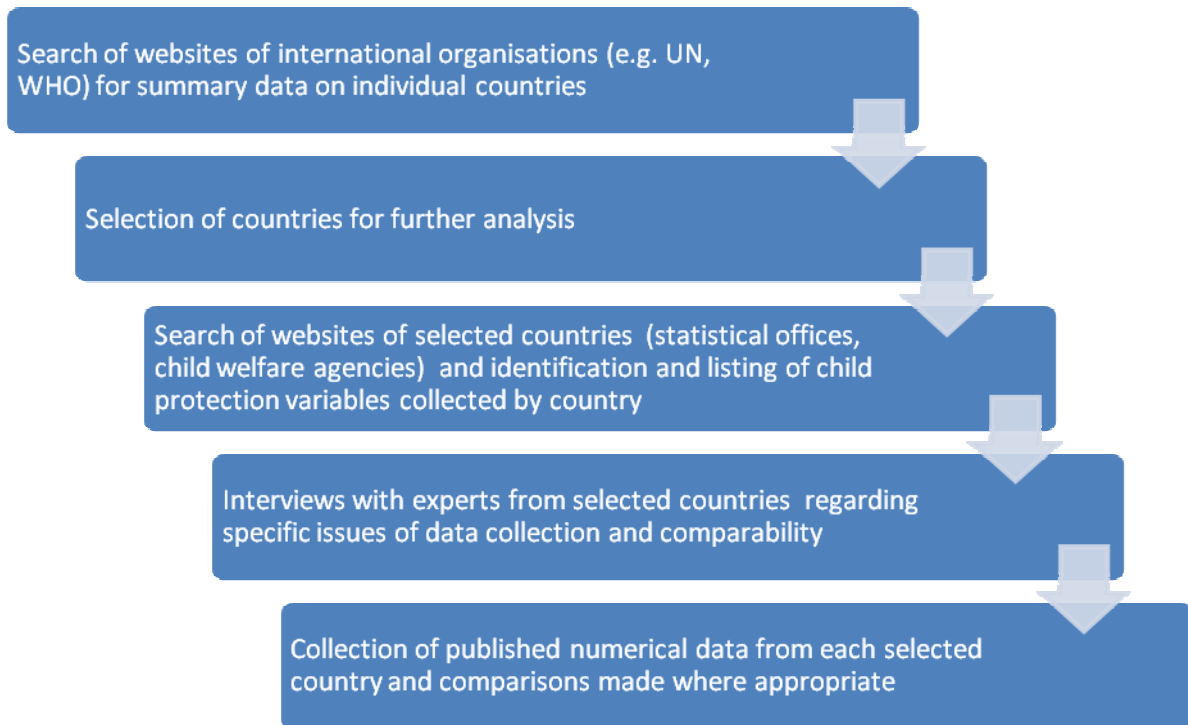 Search of websites of international organisations (e.g. UN,
WHO) for summary data on individual countries
Selection of countries for further analysis
Search of websites of selected countries  (statistical offices,
child welfare agencies)  and identification and listing of child
protection variables collected by country
Interviews with experts from selected countries  regarding
specific issues of data collection and comparability
Collection of published numerical data from each selected
country and comparisons made where appropriate